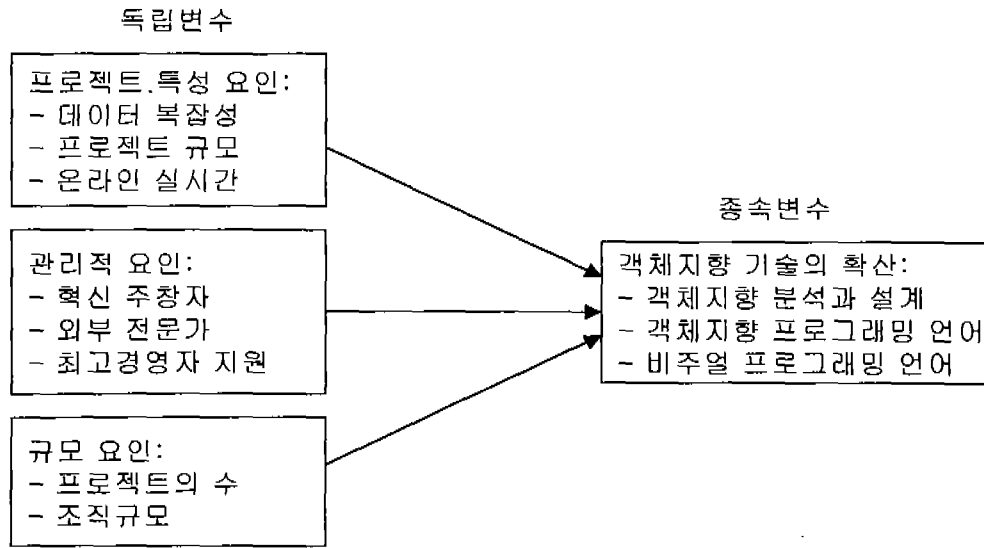 독립변수
프로젝트 특성 요인:
- 데이터 복잡성
- 프로젝트 규모
- 온라인 실시간
관리적 요인:
- 혁신 주창자
- 외부 전문가
- 최고경영자 지원
규모 요인:
- 프로젝트의 수
- 조직규모
종속변수
객체지향 기술의 확산:
- 객체지향 분석과 설계
- 객체지향 프로그래밍 언어
- 비주얼 프로그래밍 언어